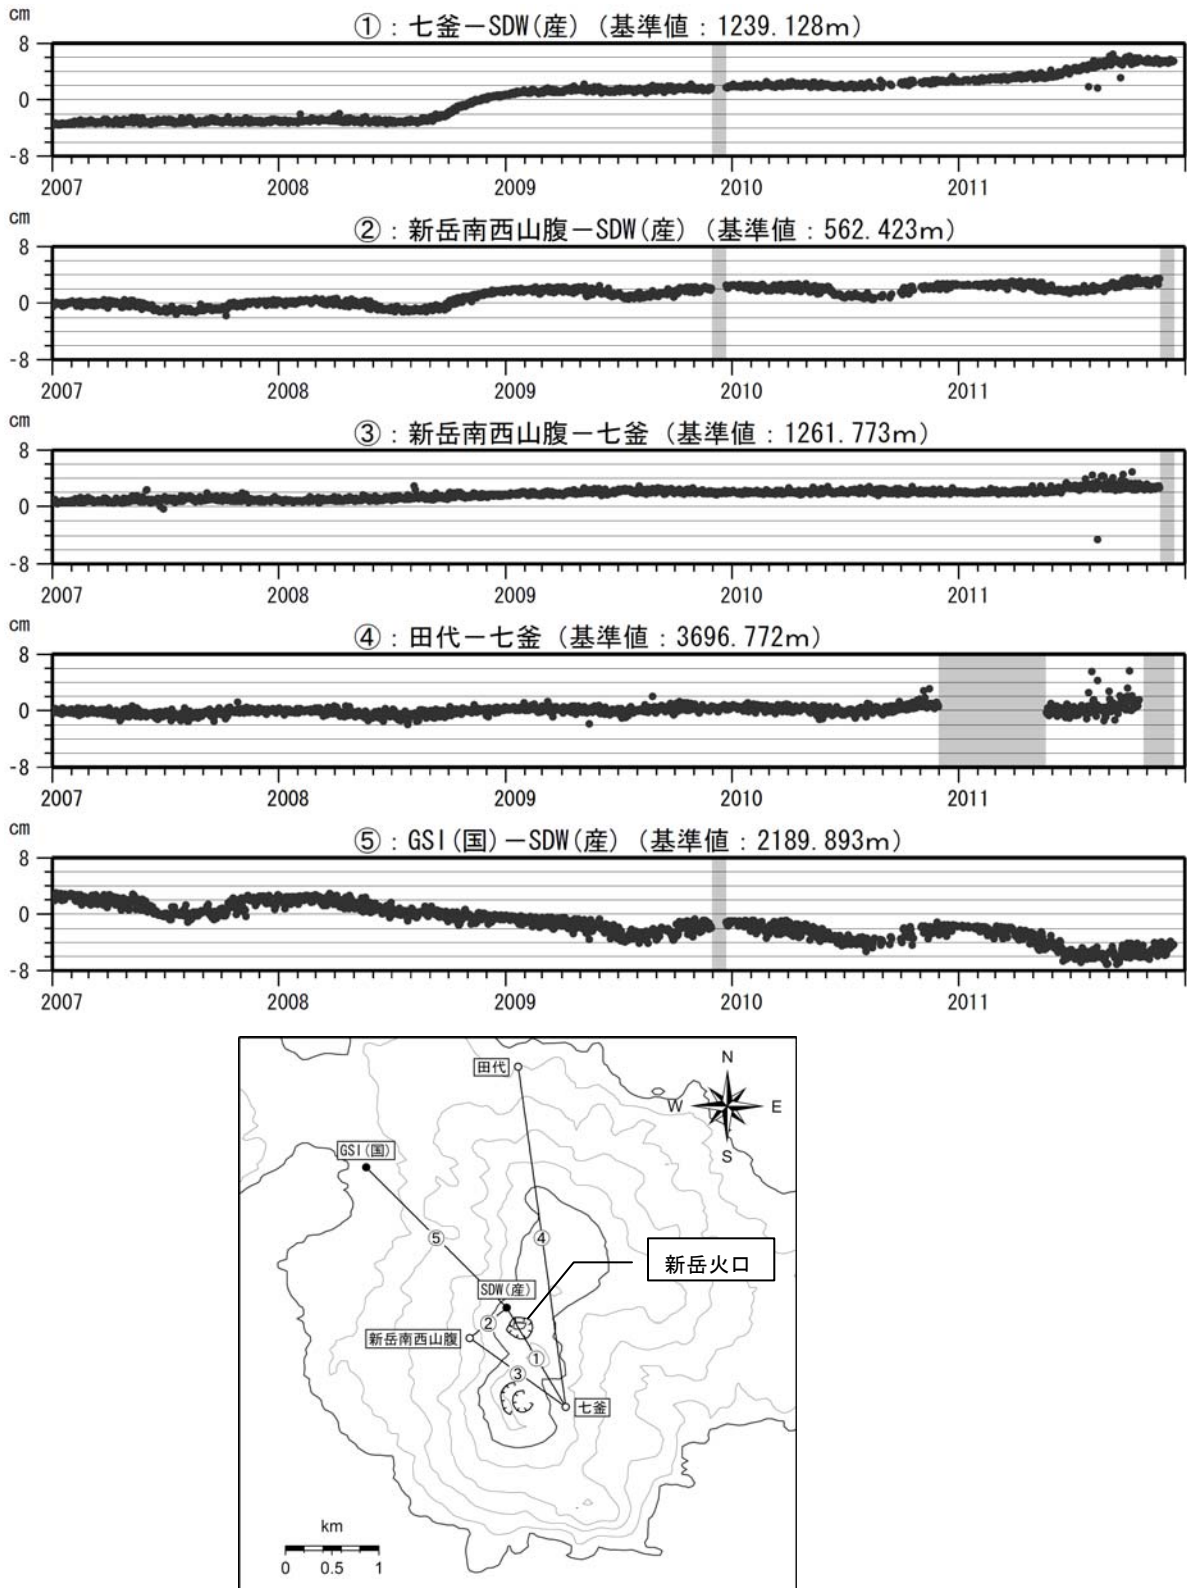 cm
①：七釜－SDW(産)（基準値：1239.128m）
8
0
-8
2007 2008 2009 2010 2011
cm
②：新岳南西山腹－SDW(産)（基準値：562.423m）
8
0
-8
2007 2008 2009 2010 2011
cm
③：新岳南西山腹－七釜（基準値：1261.773m）
8
0
-8
2007 2008 2009 2010 2011
cm
④：田代－七釜（基準値：3696.772m）
8
0
-8
2007 2008 2009 2010 2011
cm
⑤：GSI(国)－SDW(産)（基準値：2189.893m）
8
0
-8
2007 2008 2009 2010 2011
田代
N
W E
S
GSI(国)
⑤ ④
新岳火口
SDW(産)
②
新岳南西山腹
①
③
七釜
km
0 0.5 1